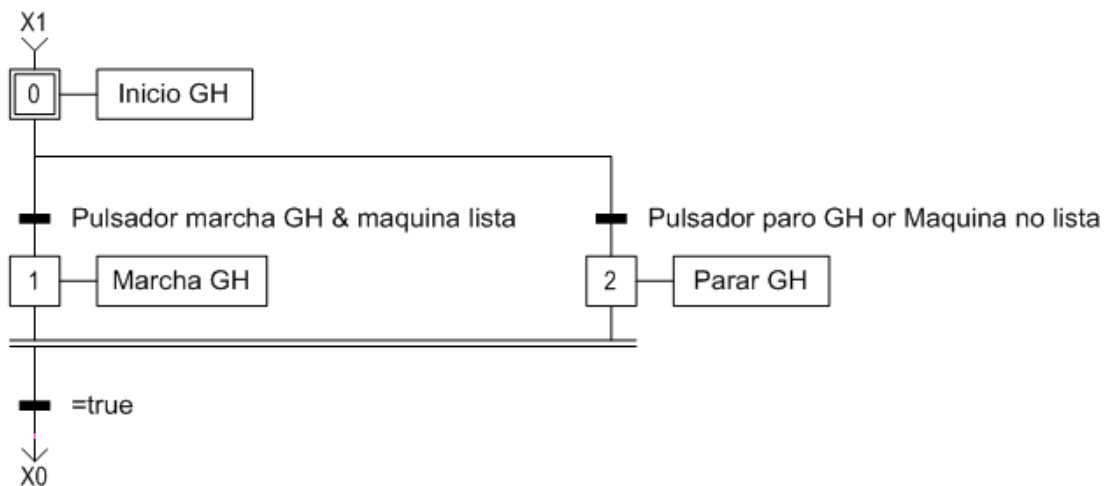 X1
0
Inicio GH
Pulsador marcha GH & maquina lista
Pulsador paro GH or Maquina no lista
1
Marcha GH
2
Parar GH
=true
X0